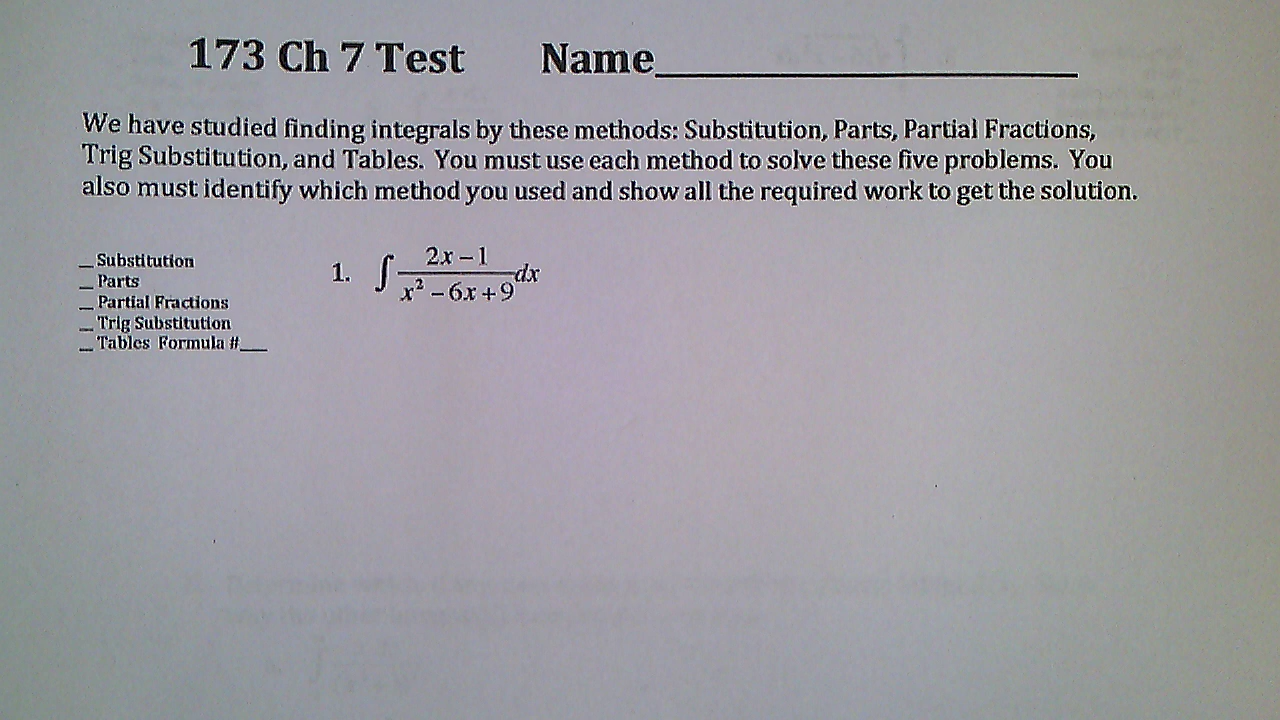 173 Ch 7 Test Name_______________
We have studied finding integrals by these methods: Substitution, Parts, Partial Fractions,
Trig Substitution, and Tables. You must use each method to solve these five problems. You
also must identify which method you used and show all the required work to get the solution.
_ Substitution
_ Parts
_ Partial Fractions
_ Trig Substitution
_ Tables Formula #__
1. ∫ (2x − 1)/(x² − 6x + 9) dx